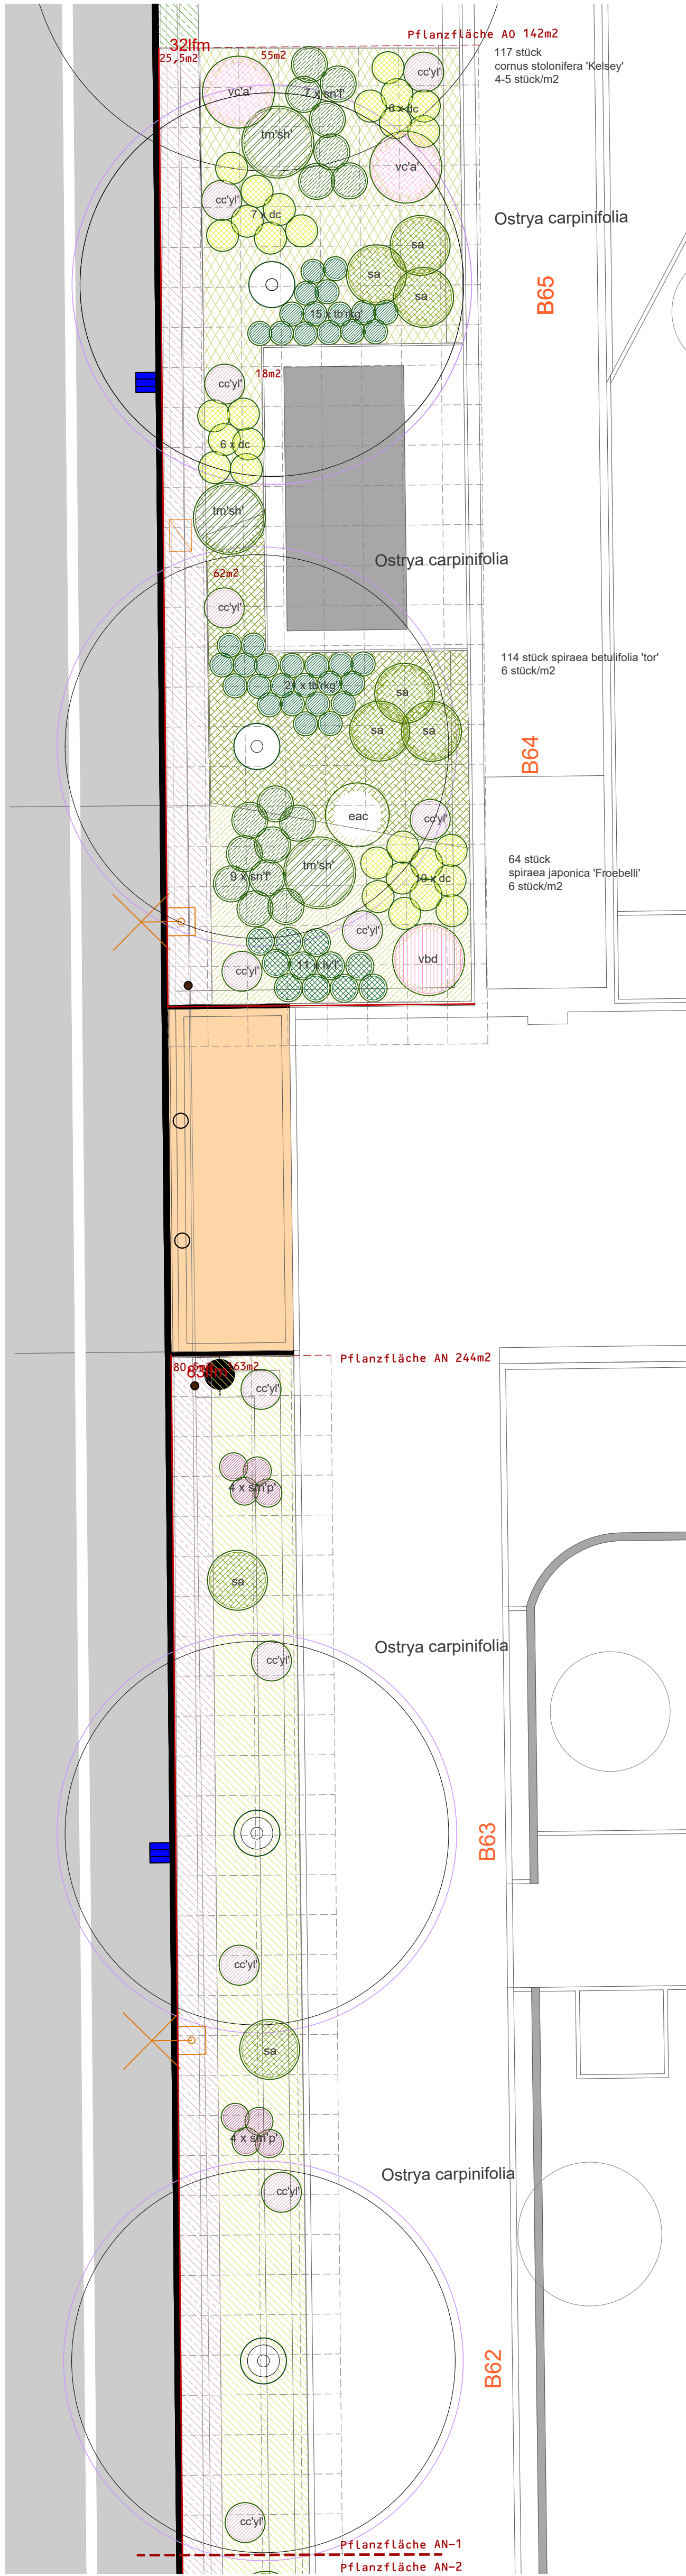 Pflanzfläche AO 142m2
32lfm
25,5m2
55m2
117 stück
cornus stolonifera 'Kelsey'
4-5 stück/m2
vc'a'
7 x sn'f'
cc'yl'
8 x dc
tm'sh'
vc'a'
cc'yl'
7 x dc
Ostrya carpinifolia
sa
sa
sa
B65
15 x tb'rkg'
18m2
cc'yl'
6 x dc
tm'sh'
Ostrya carpinifolia
62m2
cc'yl'
114 stück spiraea betulifolia 'tor'
6 stück/m2
21 x tb'rkg'
sa
sa
sa
B64
eac
cc'yl'
64 stück
spiraea japonica 'Froebelli'
6 stück/m2
tm'sh'
9 x sn'f'
10 x dc
cc'yl'
vbd
cc'yl'
11 x lv'l'
Pflanzfläche AN 244m2
163m2
83lfm
cc'yl'
4 x sm'p'
sa
Ostrya carpinifolia
cc'yl'
B63
cc'yl'
sa
4 x sm'p'
Ostrya carpinifolia
cc'yl'
B62
cc'yl'
Pflanzfläche AN-1
Pflanzfläche AN-2